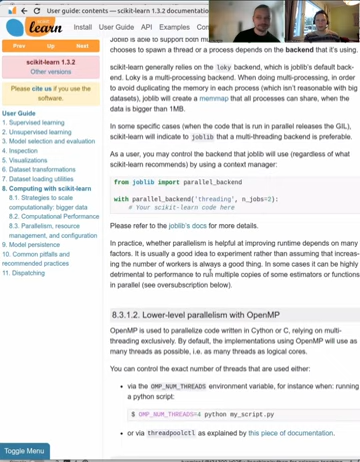 User guide: contents — scikit-learn 1.3.2 documentatio
learn
Install User Guide API Examples
Prev Up Next
scikit-learn 1.3.2
Other versions
Please cite us if you use the
software.
User Guide
1. Supervised learning
2. Unsupervised learning
3. Model selection and evaluation
4. Inspection
5. Visualizations
6. Dataset transformations
7. Dataset loading utilities
8. Computing with scikit-learn
8.1. Strategies to scale
computationally: bigger data
8.2. Computational Performance
8.3. Parallelism, resource
management, and configuration
9. Model persistence
10. Common pitfalls and
recommended practices
11. Dispatching
Joblib is able to support both mu
chooses to spawn a thread or a process depends on the backend that it's using.
scikit-learn generally relies on the loky backend, which is joblib's default back-
end. Loky is a multi-processing backend. When doing multi-processing, in order
to avoid duplicating the memory in each process (which isn't reasonable with big
datasets), joblib will create a memmap that all processes can share, when the
data is bigger than 1MB.
In some specific cases (when the code that is run in parallel releases the GIL),
scikit-learn will indicate to joblib that a multi-threading backend is preferable.
As a user, you may control the backend that joblib will use (regardless of what
scikit-learn recommends) by using a context manager:
from joblib import parallel_backend
with parallel_backend('threading', n_jobs=2):
# Your scikit-learn code here
Please refer to the joblib's docs for more details.
In practice, whether parallelism is helpful at improving runtime depends on many
factors. It is usually a good idea to experiment rather than assuming that increas-
ing the number of workers is always a good thing. In some cases it can be highly
detrimental to performance to run multiple copies of some estimators or functions
in parallel (see oversubscription below).
8.3.1.2. Lower-level parallelism with OpenMP
OpenMP is used to parallelize code written in Cython or C, relying on multi-
threading exclusively. By default, the implementations using OpenMP will use as
many threads as possible, i.e. as many threads as logical cores.
You can control the exact number of threads that are used either:
• via the OMP_NUM_THREADS environment variable, for instance when: running
a python script:
$ OMP_NUM_THREADS=4 python my_script.py
• or via threadpoolctl as explained by this piece of documentation.
Toggle Menu